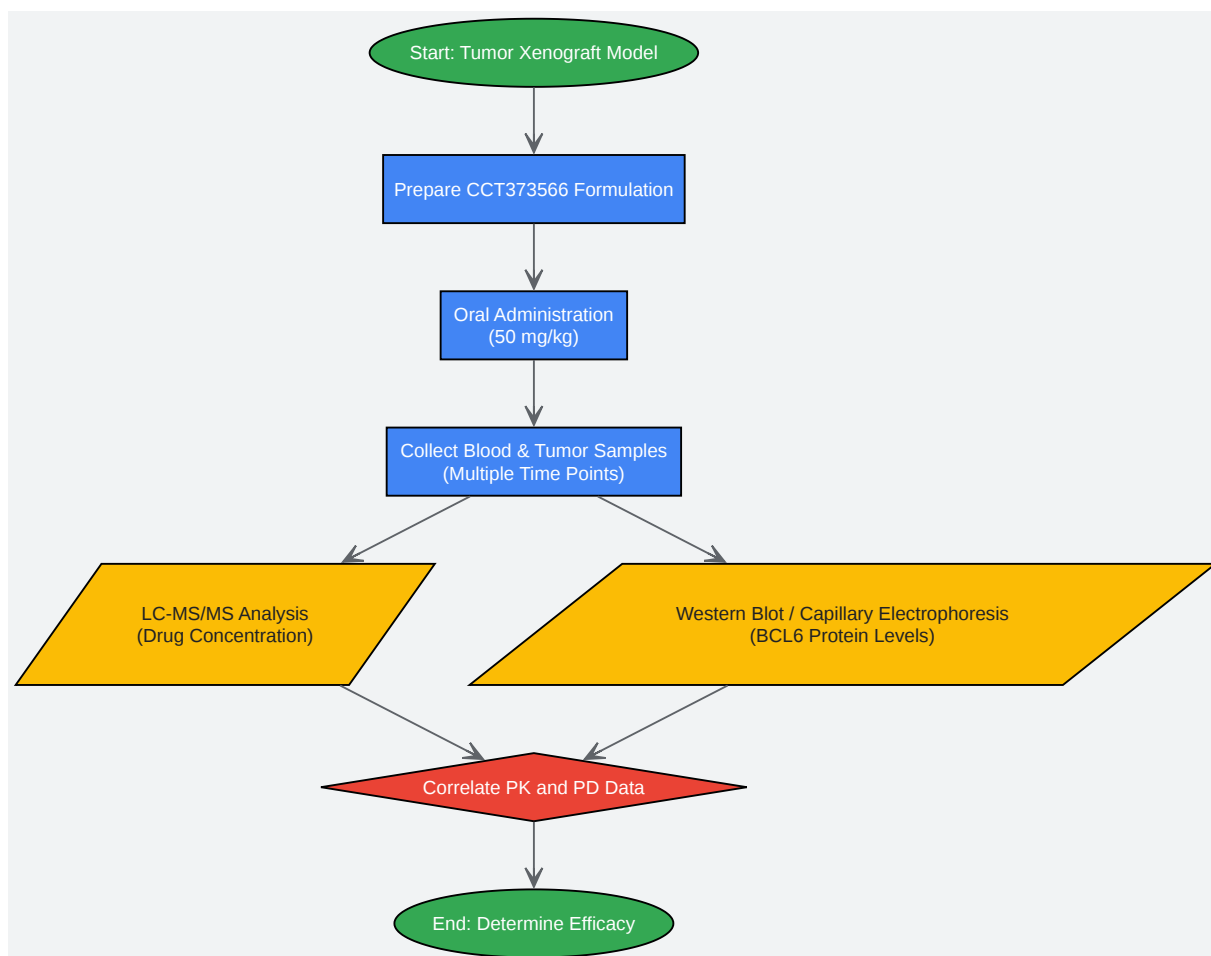 Start: Tumor Xenograft Model
Prepare CCT373566 Formulation
Oral Administration
(50 mg/kg)
Collect Blood & Tumor Samples
(Multiple Time Points)
LC-MS/MS Analysis
(Drug Concentration)
Western Blot / Capillary Electrophoresis
(BCL6 Protein Levels)
Correlate PK and PD Data
End: Determine Efficacy